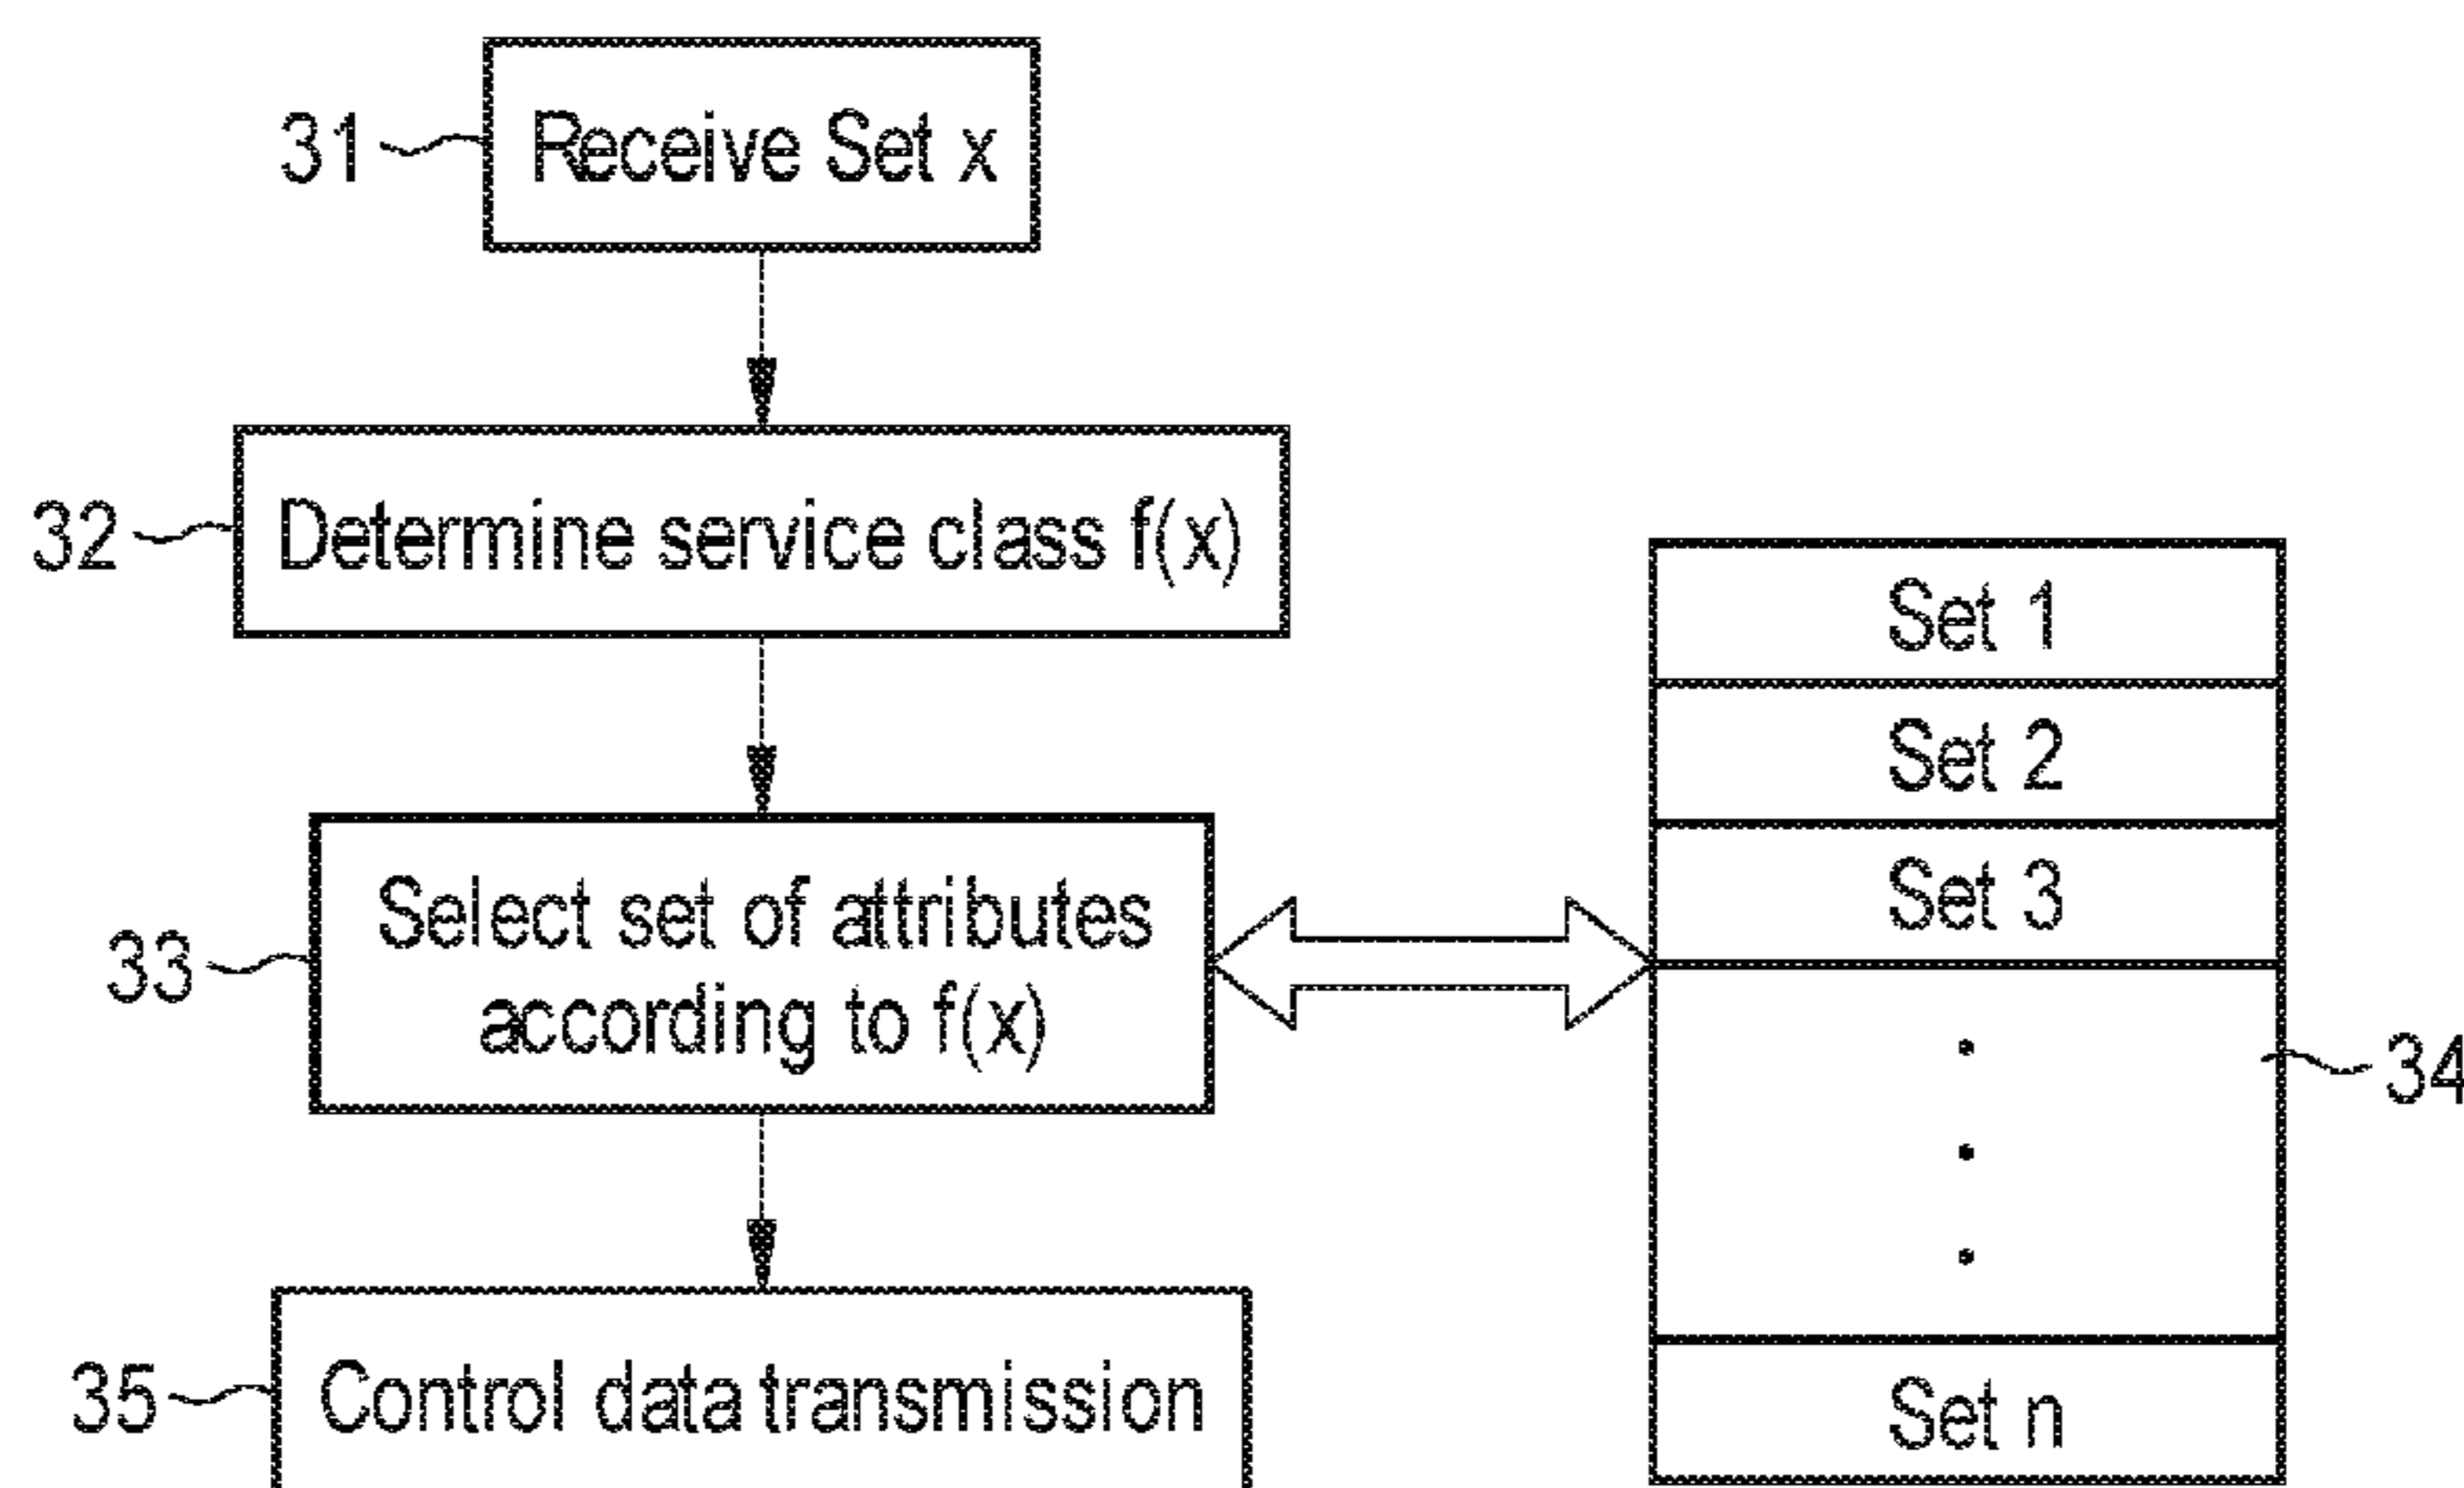 31
Receive Set x
32
Determine service class f(x)
33
Select set of attributes
according to f(x)
35
Control data transmission
Set 1
Set 2
Set 3
34
Set n